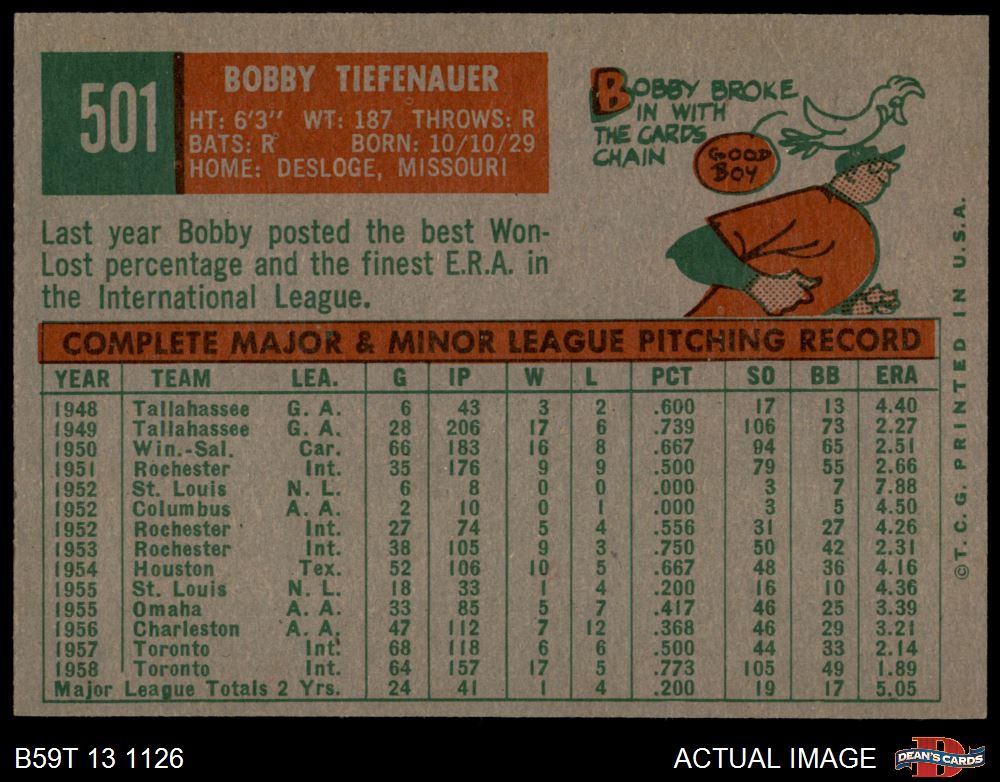 501
BOBBY TIEFENAUER
HT: 6'3" WT: 187 THROWS: R
BATS: R BORN: 10/10/29
HOME: DESLOGE, MISSOURI
BOBBY BROKE
IN WITH
THE CARDS
CHAIN
GOOD
BOY
Last year Bobby posted the best Won-
Lost percentage and the finest E.R.A. in
the International League.
COMPLETE MAJOR & MINOR LEAGUE PITCHING RECORD
YEAR TEAM LEA. G IP W L PCT SO BB ERA
1948 Tallahassee G. A. 6 43 3 2 .600 17 13 4.40
1949 Tallahassee G. A. 28 206 17 6 .739 106 73 2.27
1950 Win.-Sal. Car. 66 183 16 8 .667 94 65 2.51
1951 Rochester Int. 35 176 9 9 .500 79 55 2.66
1952 St. Louis N. L. 6 8 0 0 .000 3 7 7.88
1952 Columbus A. A. 2 10 0 1 .000 3 5 4.50
1952 Rochester Int. 27 74 5 4 .556 31 27 4.26
1953 Rochester Int. 38 105 9 3 .750 50 42 2.31
1954 Houston Tex. 52 106 10 5 .667 48 36 4.16
1955 St. Louis N. L. 18 33 1 4 .200 16 10 4.36
1955 Omaha A. A. 33 85 5 7 .417 46 25 3.39
1956 Charleston A. A. 47 112 7 12 .368 46 29 3.21
1957 Toronto Int. 68 118 6 6 .500 44 33 2.14
1958 Toronto Int. 64 157 17 5 .773 105 49 1.89
Major League Totals 2 Yrs. 24 41 1 4 .200 19 17 5.05
©T. C. G. PRINTED IN U.S.A.
B59T 13 1126
ACTUAL IMAGE
D
DEAN'S CARDS